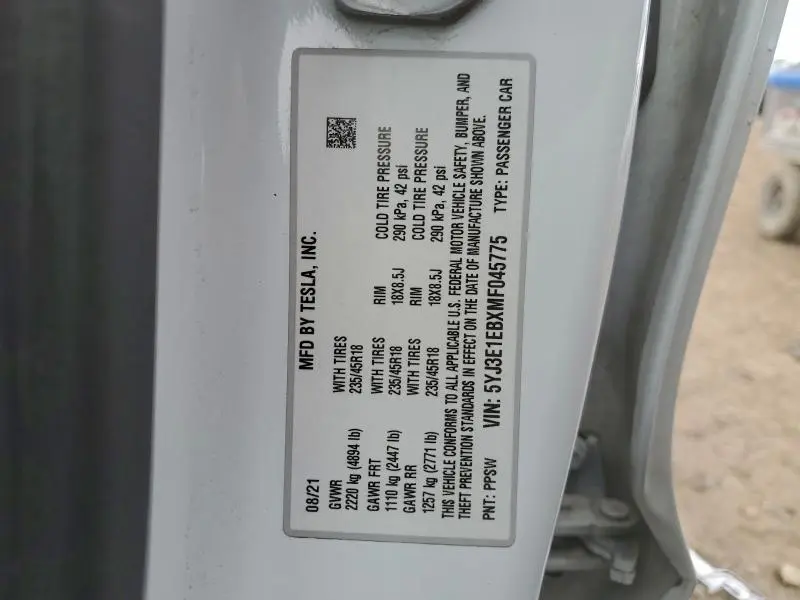 MFD BY TESLA, INC.
08/21
GVWR WITH TIRES RIM COLD TIRE PRESSURE
2220 kg (4894 lb) 235/45R18 18X8.5J 290 kPa, 42 psi
GAWR FRT WITH TIRES RIM COLD TIRE PRESSURE
1110 kg (2447 lb) 235/45R18 18X8.5J 290 kPa, 42 psi
GAWR RR WITH TIRES
1257 kg (2771 lb) 235/45R18
THIS VEHICLE CONFORMS TO ALL APPLICABLE U.S. FEDERAL MOTOR VEHICLE SAFETY, BUMPER, AND
THEFT PREVENTION STANDARDS IN EFFECT ON THE DATE OF MANUFACTURE SHOWN ABOVE.
PNT: PPSW VIN: 5YJ3E1EBXMF045775 TYPE: PASSENGER CAR